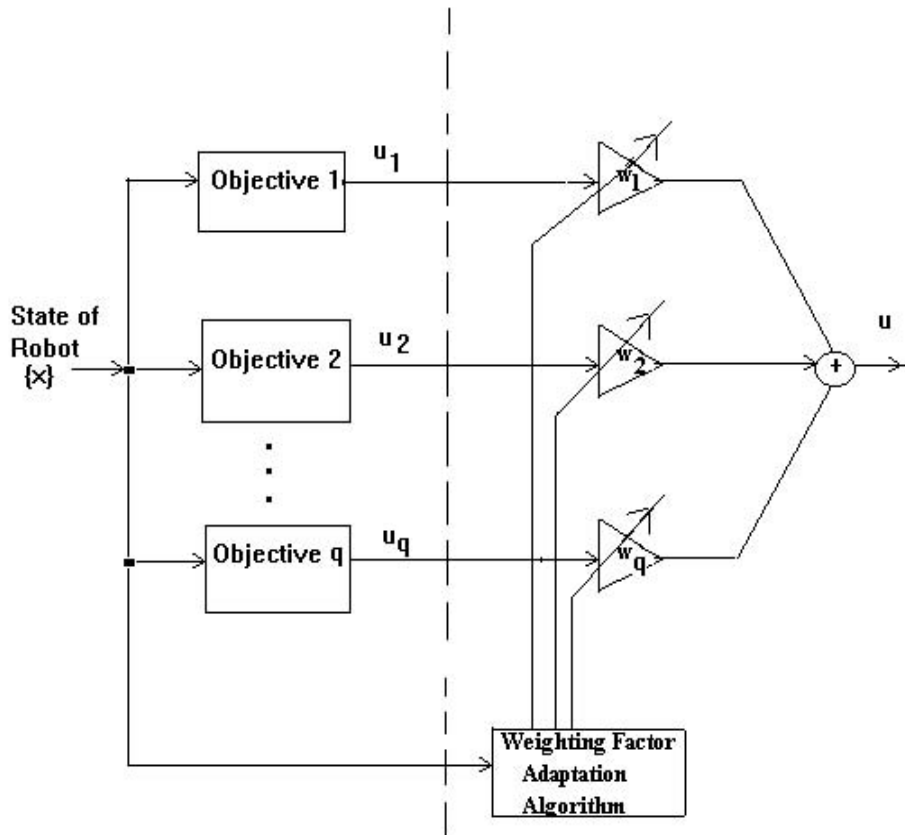 Objective 1
u1
w1
State of
Robot
{x}
Objective 2
u2
w2
u
+
Objective q
uq
wq
Weighting Factor
Adaptation
Algorithm